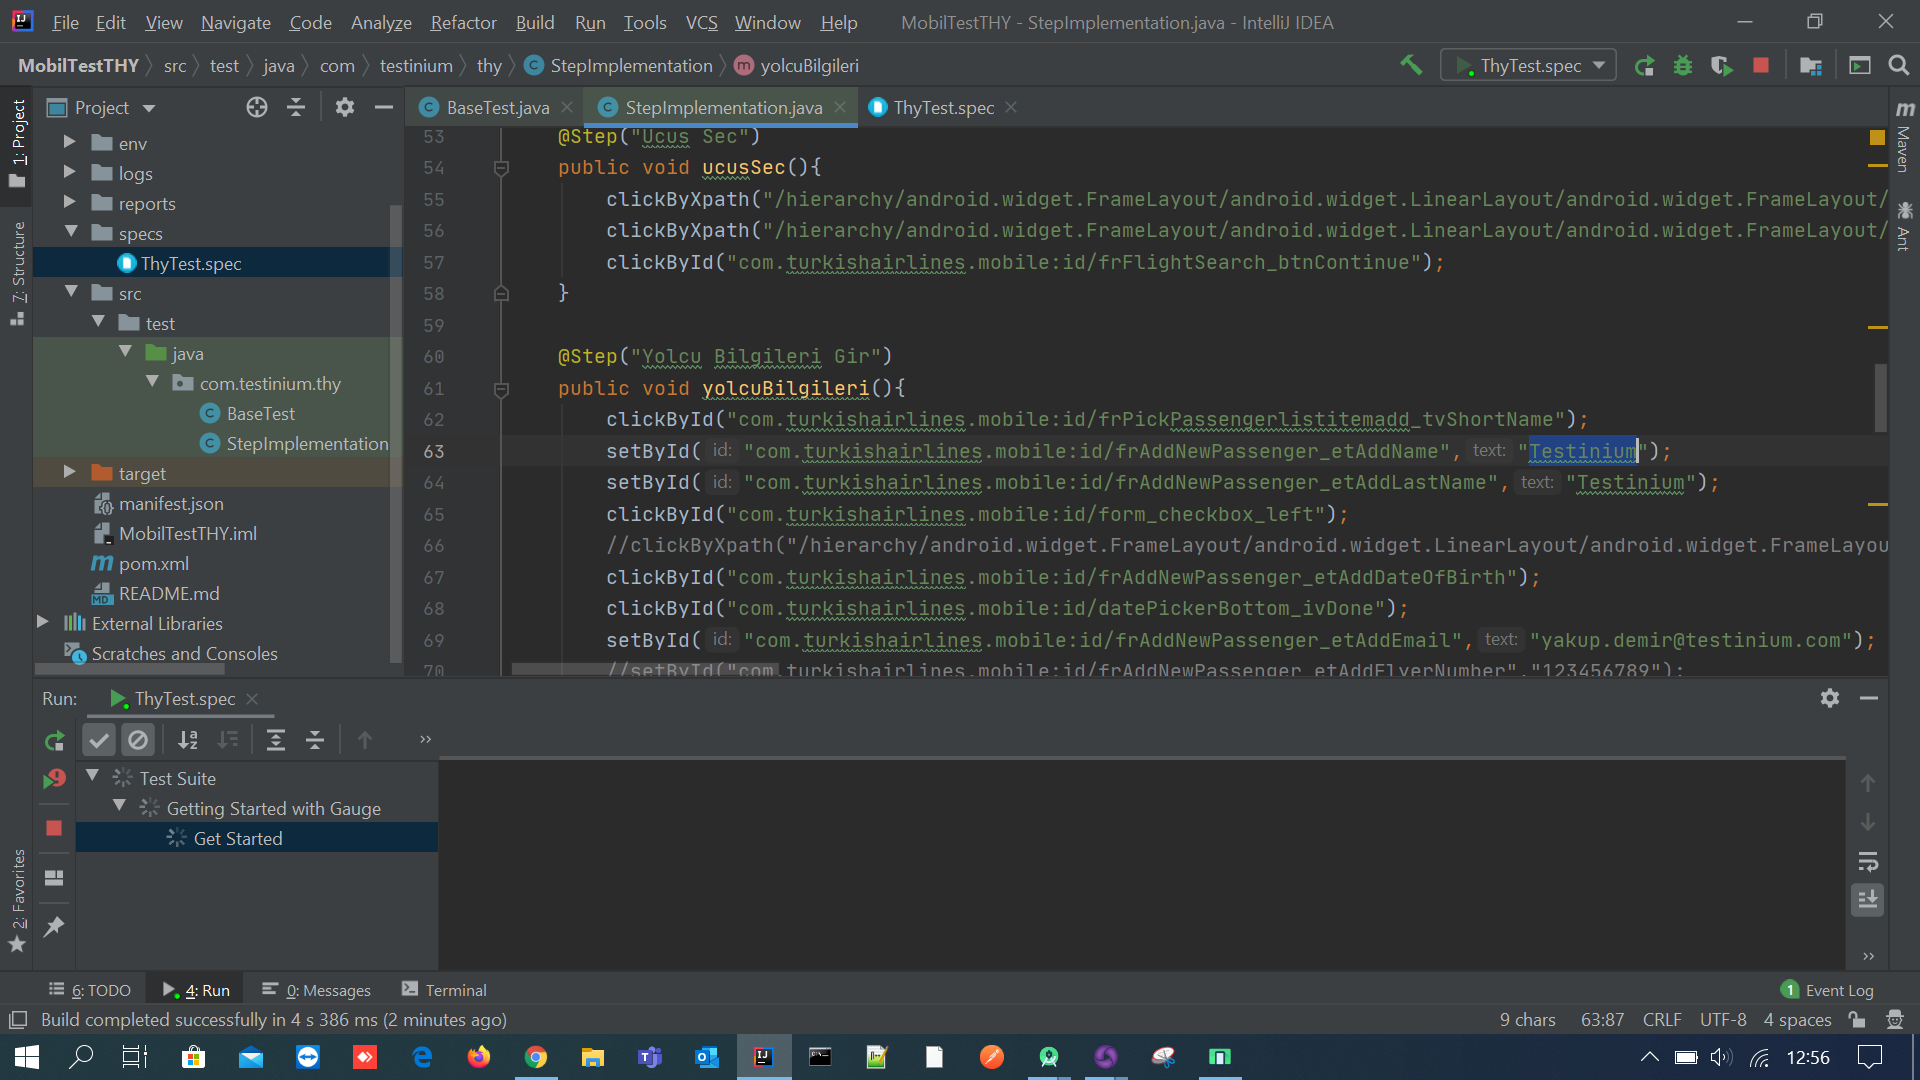 File Edit View Navigate Code Analyze Refactor Build Run Tools VCS Window Help MobilTestTHY - StepImplementation.java - IntelliJ IDEA
MobilTestTHY src test java com testinium thy StepImplementation yolcuBilgileri ThyTest.spec
1: Project
7: Structure
2: Favorites
Project
env
logs
reports
specs
ThyTest.spec
src
test
java
com.testinium.thy
BaseTest
StepImplementation
target
manifest.json
MobilTestTHY.iml
pom.xml
README.md
External Libraries
Scratches and Consoles
BaseTest.java StepImplementation.java ThyTest.spec
53 @Step("Ucus Sec")
54 public void ucusSec(){
55 clickByXpath("/hierarchy/android.widget.FrameLayout/android.widget.LinearLayout/android.widget.FrameLayout/
56 clickByXpath("/hierarchy/android.widget.FrameLayout/android.widget.LinearLayout/android.widget.FrameLayout/
57 clickById("com.turkishairlines.mobile:id/frFlightSearch_btnContinue");
58 }
59
60 @Step("Yolcu Bilgileri Gir")
61 public void yolcuBilgileri(){
62 clickById("com.turkishairlines.mobile:id/frPickPassengerlistitemadd_tvShortName");
63 setById( id: "com.turkishairlines.mobile:id/frAddNewPassenger_etAddName", text: "Testinium");
64 setById( id: "com.turkishairlines.mobile:id/frAddNewPassenger_etAddLastName", text: "Testinium");
65 clickById("com.turkishairlines.mobile:id/form_checkbox_left");
66 //clickByXpath("/hierarchy/android.widget.FrameLayout/android.widget.LinearLayout/android.widget.FrameLayou
67 clickById("com.turkishairlines.mobile:id/frAddNewPassenger_etAddDateOfBirth");
68 clickById("com.turkishairlines.mobile:id/datePickerBottom_ivDone");
69 setById( id: "com.turkishairlines.mobile:id/frAddNewPassenger_etAddEmail", text: "yakup.demir@testinium.com");
70 //setById("com.turkishairlines.mobile:id/frAddNewPassenger_etAddFlyerNumber","123456789");
Maven
Ant
Run: ThyTest.spec
Test Suite
Getting Started with Gauge
Get Started
6: TODO 4: Run 0: Messages Terminal 1 Event Log
Build completed successfully in 4 s 386 ms (2 minutes ago) 9 chars 63:87 CRLF UTF-8 4 spaces
12:56